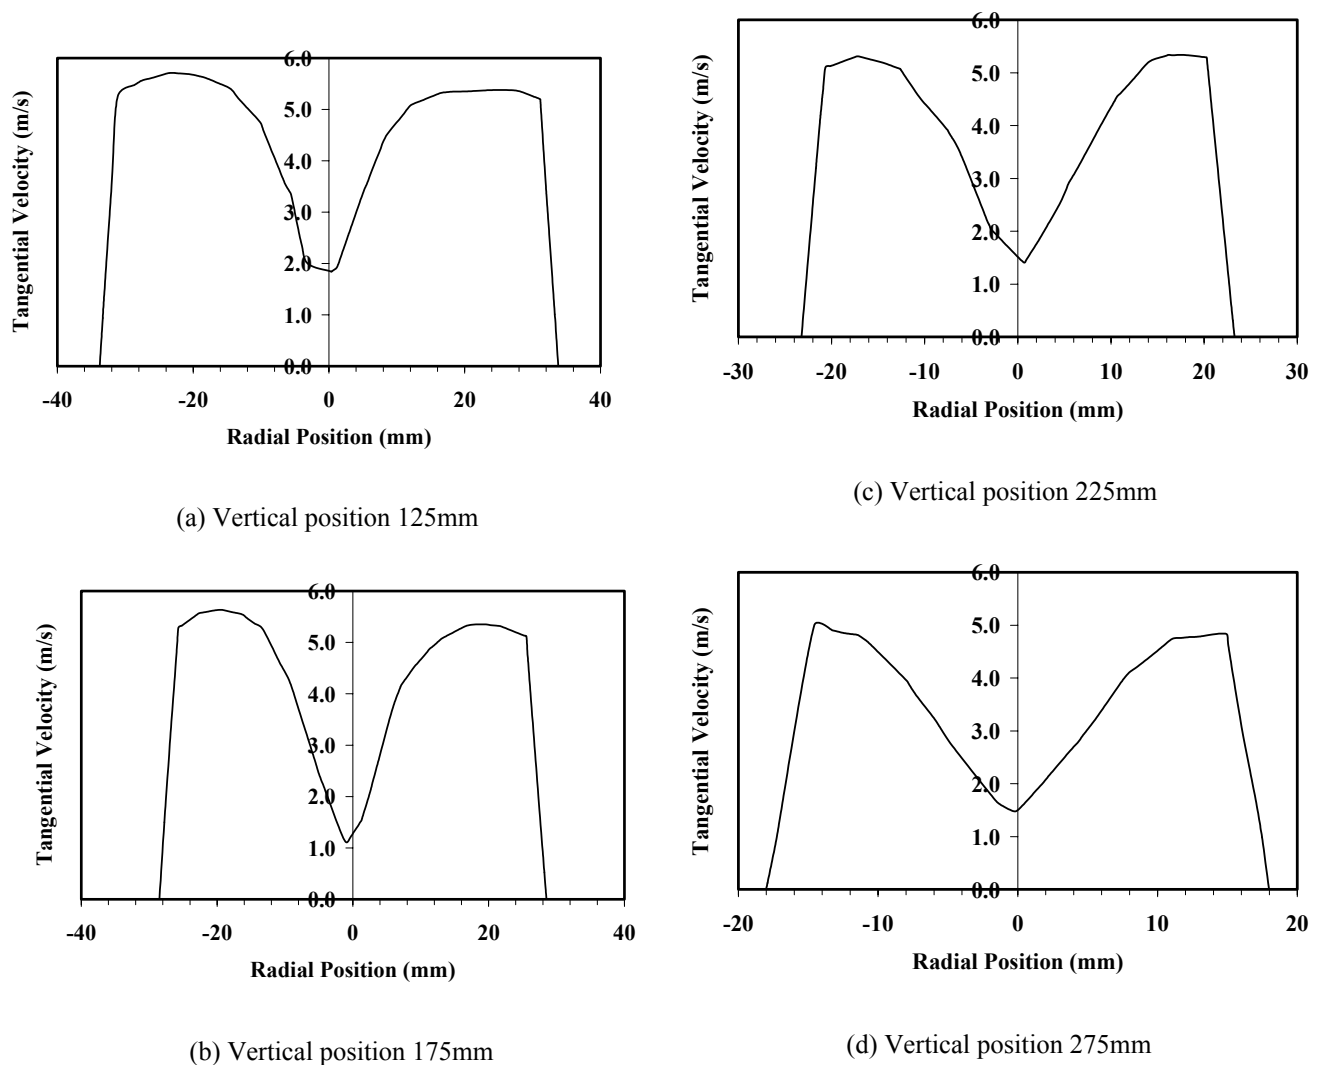 6.0
5.0
4.0
3.0
2.0
1.0
0.0
Tangential Velocity (m/s)
-40 -20 0 20 40
Radial Position (mm)
(a) Vertical position 125mm
6.0
5.0
4.0
3.0
2.0
1.0
0.0
Tangential Velocity (m/s)
-40 -20 0 20 40
Radial Position (mm)
(b) Vertical position 175mm
6.0
5.0
4.0
3.0
2.0
1.0
0.0
Tangential Velocity (m/s)
-30 -20 -10 0 10 20 30
Radial Position (mm)
(c) Vertical position 225mm
6.0
5.0
4.0
3.0
2.0
1.0
0.0
Tangential Velocity (m/s)
-20 -10 0 10 20
Radial Position (mm)
(d) Vertical position 275mm